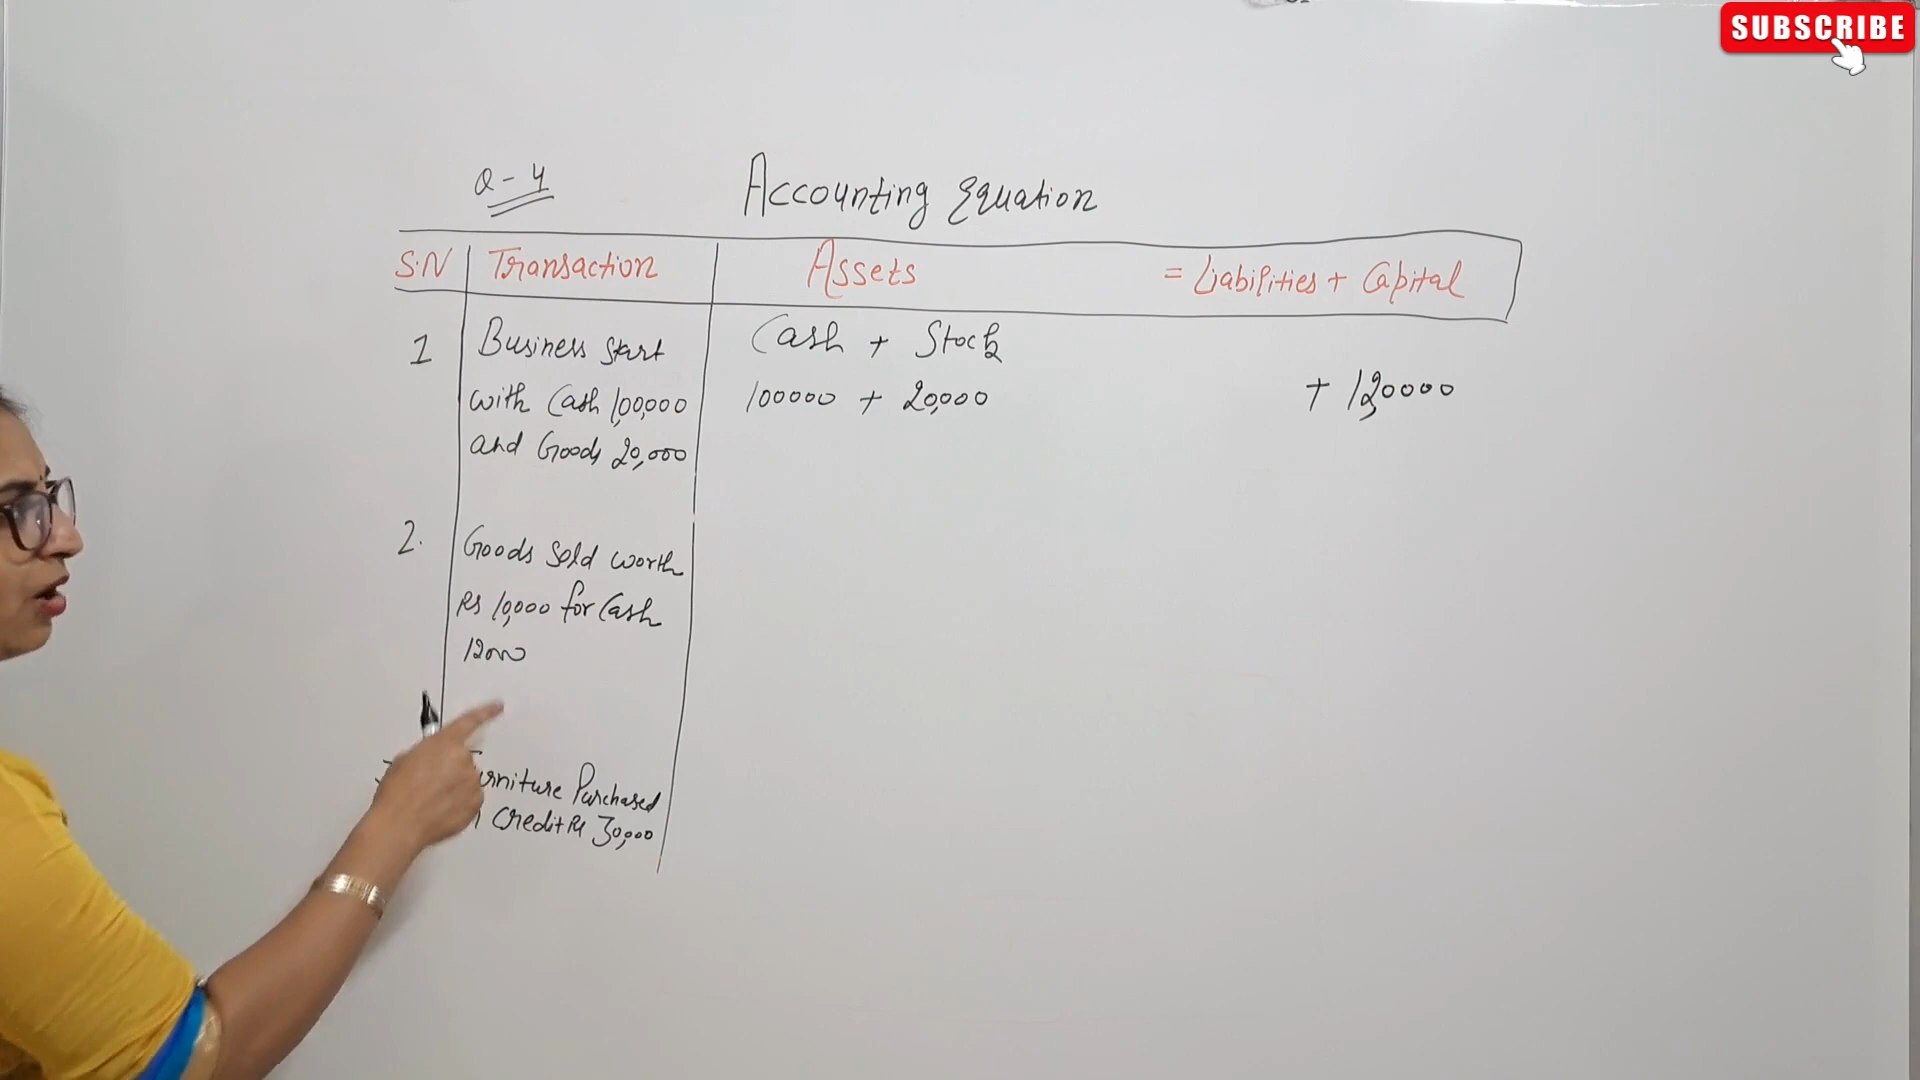 SUBSCRIBE
Q-4
Accounting Equation
S.N Transaction Assets = Liabilities + Capital
1 Business start Cash + Stock
with Cash 1,00,000 100000 + 20,000 + 1,20000
and Goods 20,000
2. Goods Sold worth
Rs 10,000 for Cash
12000
Purchased
Credit Rs 30,000